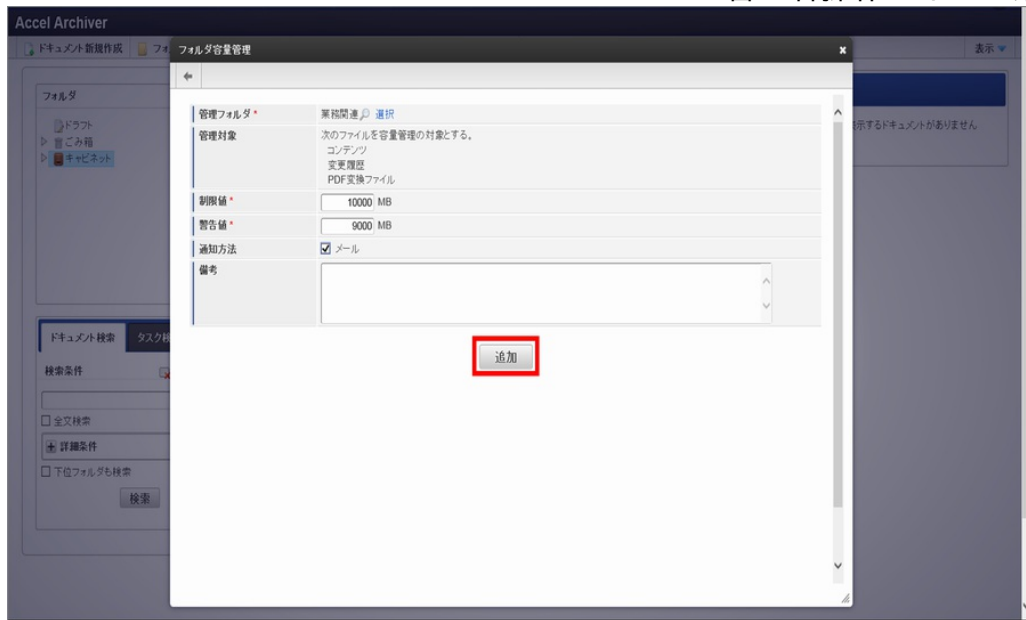 Accel Archiver
ドキュメント新規作成
フォルダ容量管理
表示
フォルダ
ドラフト
ごみ箱
キャビネット
管理フォルダ * 業務関連 選択
管理対象 次のファイルを容量管理の対象とする。
コンテンツ
変更履歴
PDF変換ファイル
制限値 * 10000 MB
警告値 * 9000 MB
通知方法 メール
備考
追加
示するドキュメントがありません
ドキュメント検索 タスク検
検索条件
全文検索
詳細条件
下位フォルダも検索
検索